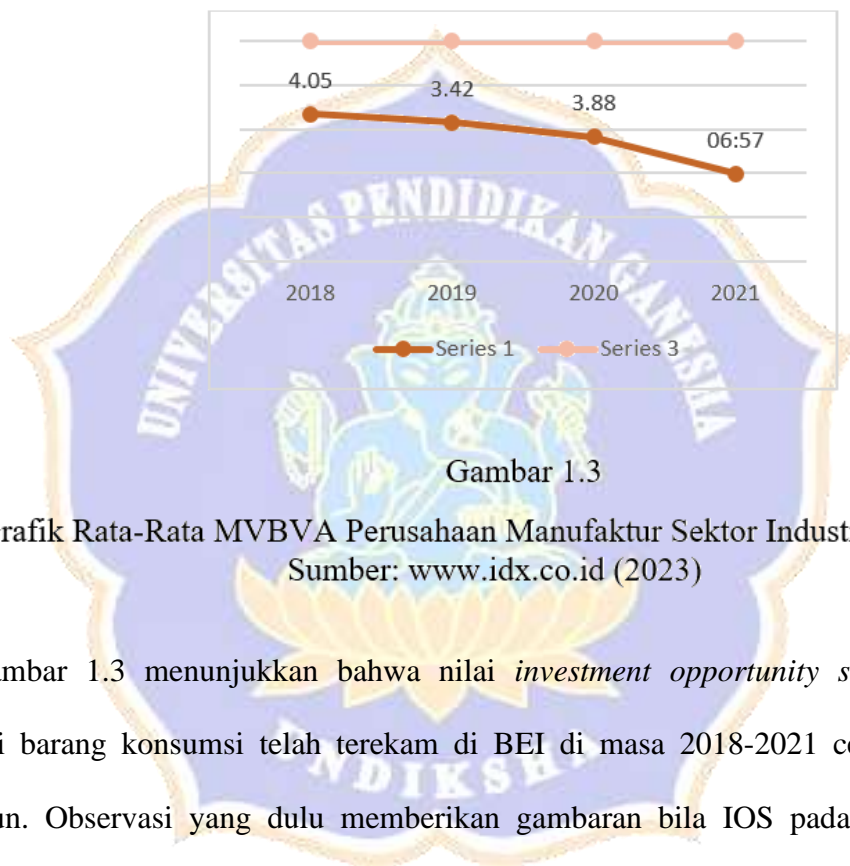 4.05
3.42
3.88
06:57
2018 2019 2020 2021
Series 1 Series 3
UNIVERSITAS PENDIDIKAN GANESHA
Gambar 1.3
rafik Rata-Rata MVBVA Perusahaan Manufaktur Sektor Indust
Sumber: www.idx.co.id (2023)
ambar 1.3 menunjukkan bahwa nilai investment opportunity s
i barang konsumsi telah terekam di BEI di masa 2018-2021 c
un. Observasi yang dulu memberikan gambaran bila IOS pada
UNDIKSHA